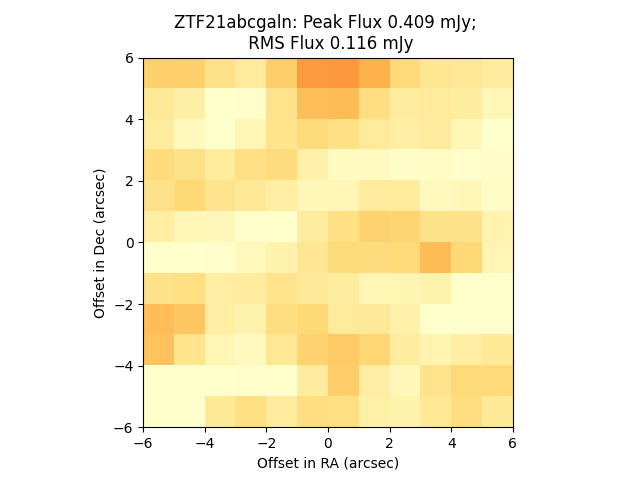 ZTF21abcgaln: Peak Flux 0.409 mJy;
RMS Flux 0.116 mJy
6
4
2
0
−2
−4
−6
Offset in Dec (arcsec)
−6 −4 −2 0 2 4 6
Offset in RA (arcsec)